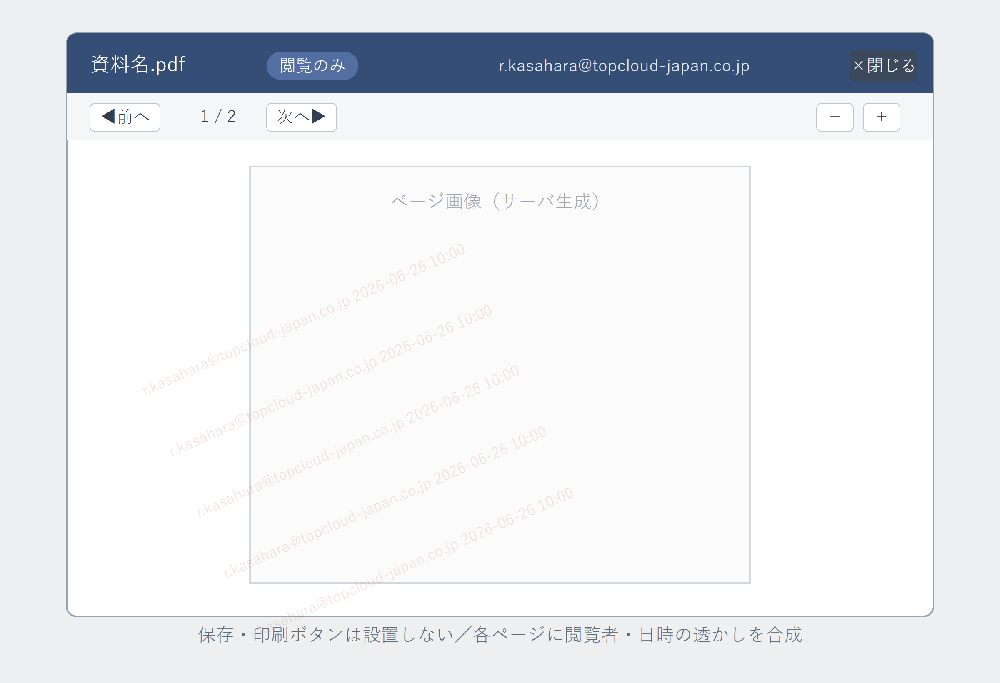 資料名.pdf 閲覧のみ r.kasahara@topcloud-japan.co.jp ×閉じる
◀前へ 1 / 2 次へ▶ － ＋
ページ画像（サーバ生成）
r.kasahara@topcloud-japan.co.jp 2026-06-26 10:00
r.kasahara@topcloud-japan.co.jp 2026-06-26 10:00
r.kasahara@topcloud-japan.co.jp 2026-06-26 10:00
r.kasahara@topcloud-japan.co.jp 2026-06-26 10:00
r.kasahara@topcloud-japan.co.jp 2026-06-26 10:00
保存・印刷ボタンは設置しない／各ページに閲覧者・日時の透かしを合成